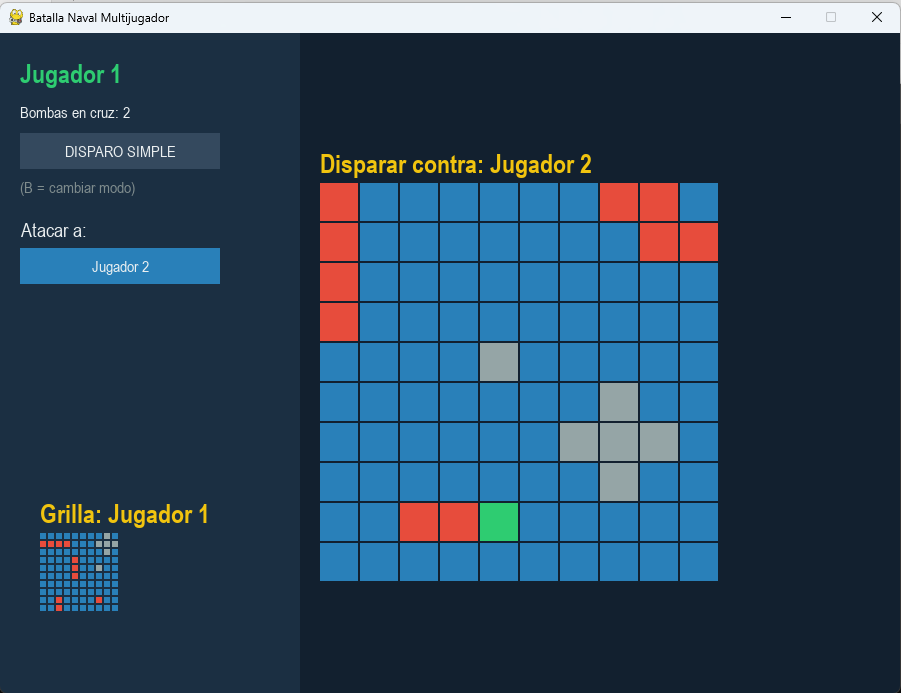 Batalla Naval Multijugador
Jugador 1
Bombas en cruz: 2
DISPARO SIMPLE
(B = cambiar modo)
Atacar a:
Jugador 2
Disparar contra: Jugador 2
Grilla: Jugador 1